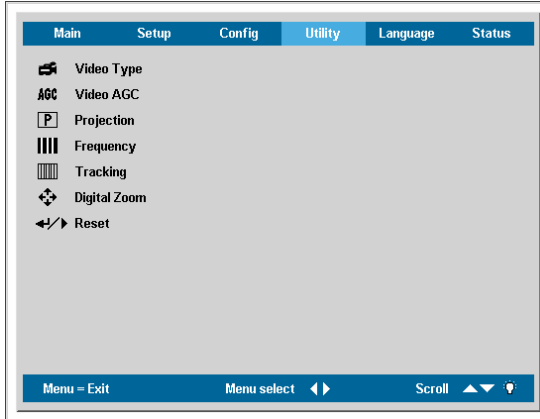 Main Setup Config Utility Language Status
Video Type
AGC Video AGC
P Projection
Frequency
Tracking
Digital Zoom
Reset
Menu = Exit Menu select Scroll